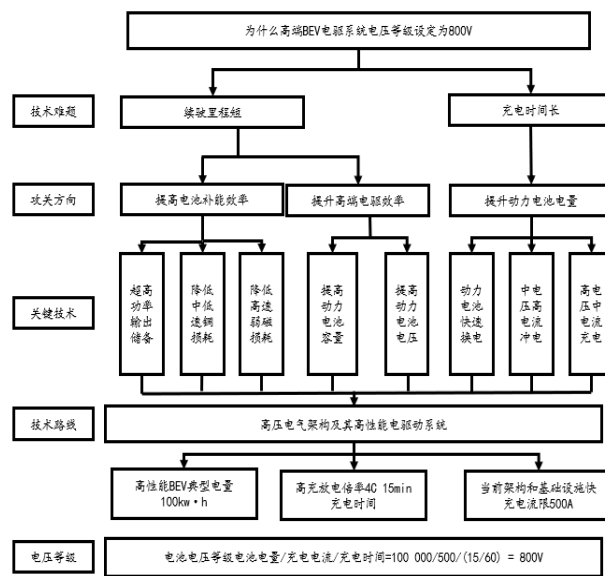 为什么高端BEV电驱系统电压等级设定为800V
技术难题
续驶里程短
充电时间长
攻关方向
提高电池补能效率
提升高端电驱效率
提升动力电池电量
关键技术
超高
功率
输出
储备
降低
中低
速铜
损耗
降低
高速
弱磁
损耗
提高
动力
电池
容量
提高
动力
电池
电压
动力
电池
快速
换电
中电
压高
电流
冲电
高电
压中
电流
充电
技术路线
高压电气架构及其高性能电驱动系统
高性能BEV典型电量
100kw·h
高充放电倍率4C 15min
充电时间
当前架构和基础设施快
充电流限500A
电压等级
电池电压等级电池电量/充电电流/充电时间=100 000/500/(15/60) = 800V